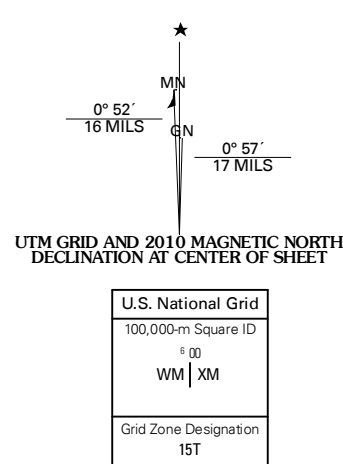 ★
MN
0° 52´
16 MILS
GN
0° 57´
17 MILS
UTM GRID AND 2010 MAGNETIC NORTH
DECLINATION AT CENTER OF SHEET
U.S. National Grid
100,000-m Square ID
6 00
WM XM
Grid Zone Designation
15T